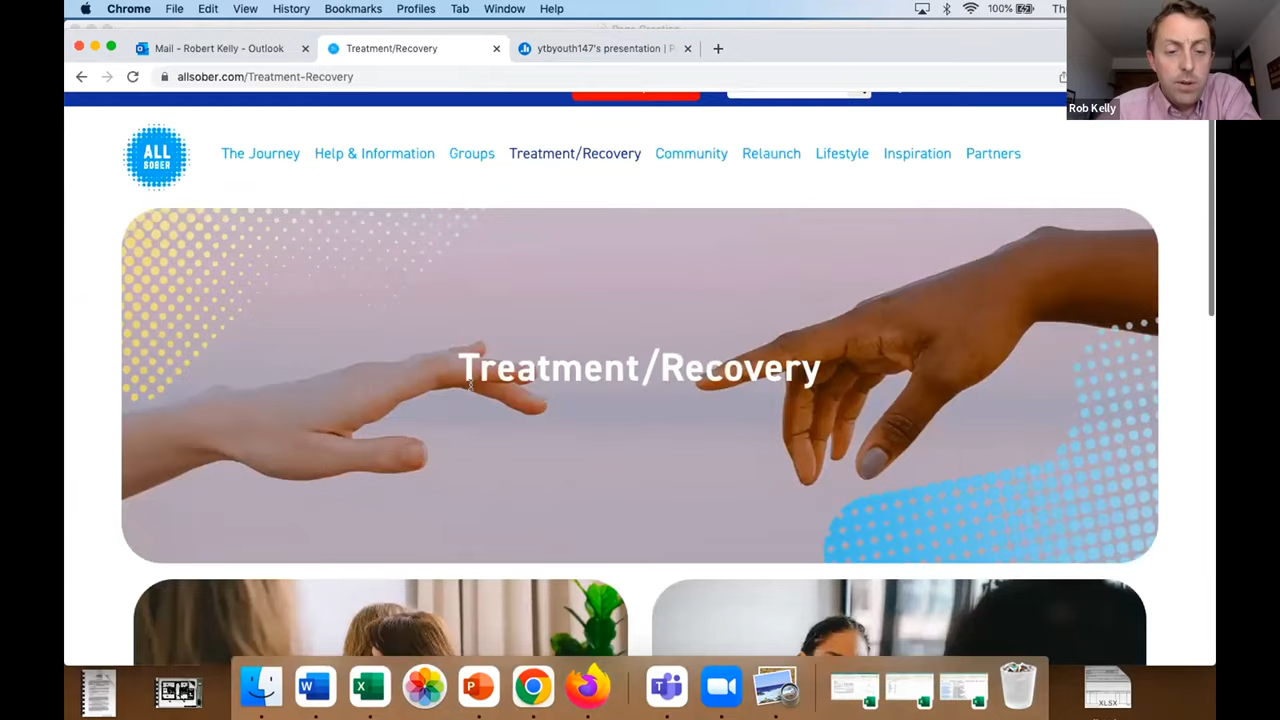 Chrome File Edit View History Bookmarks Profiles Tab Window Help 100% Thu
Mail - Robert Kelly - Outlook Treatment/Recovery ytbyouth147's presentation |
allsober.com/Treatment-Recovery
Rob Kelly
ALL
SOBER
The Journey Help & Information Groups Treatment/Recovery Community Relaunch Lifestyle Inspiration Partners
Treatment/Recovery
W X P
XLSX